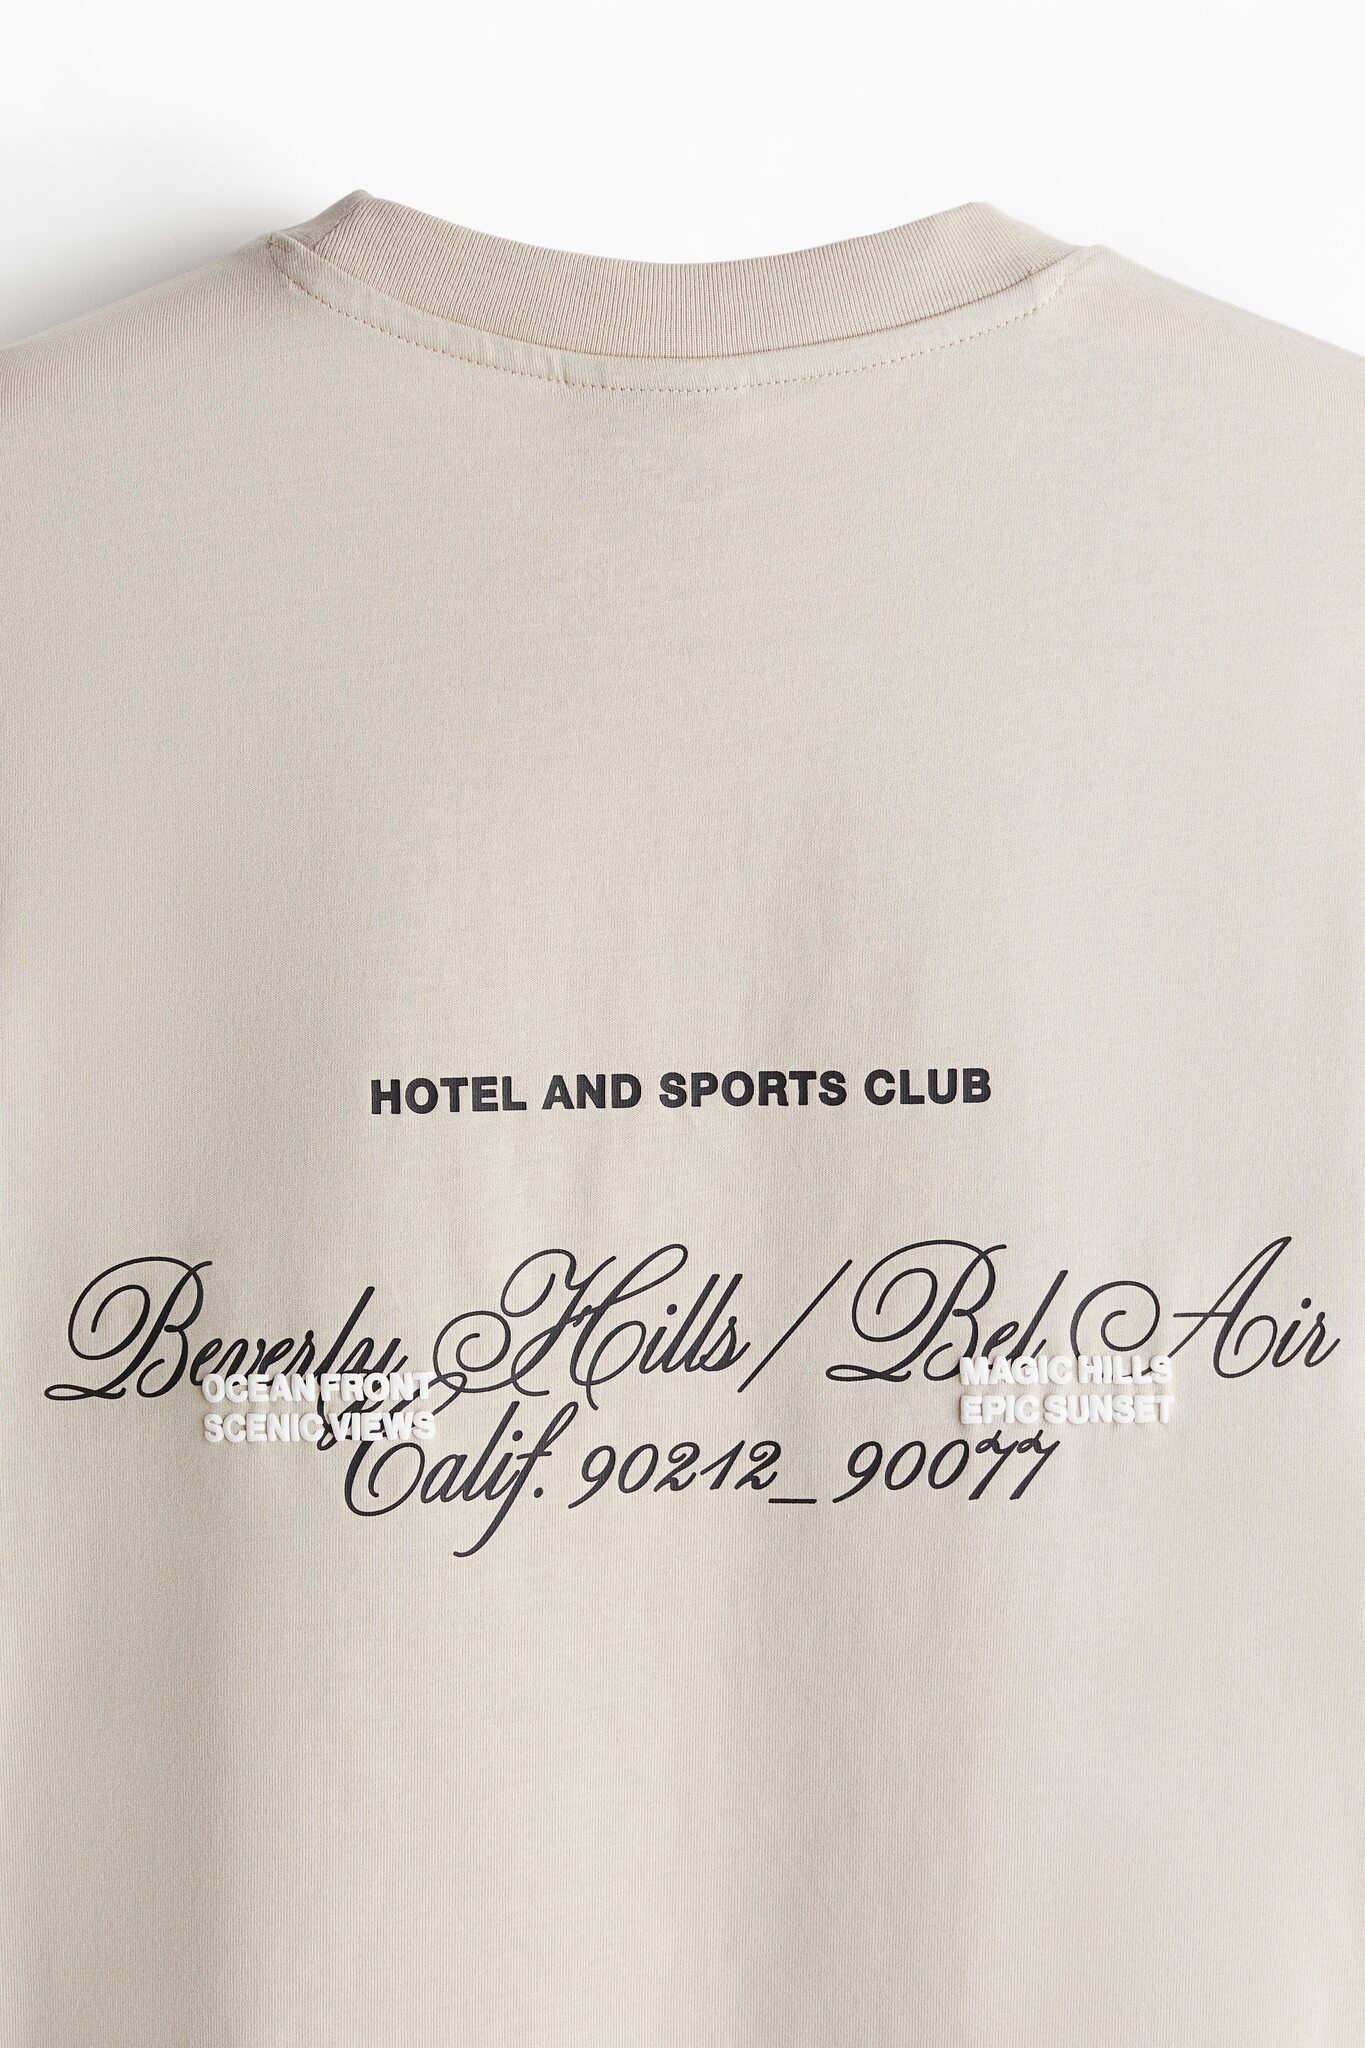 HOTEL AND SPORTS CLUB
Beverly Hills / Bel Air
OCEAN FRONT
SCENIC VIEWS
MAGIC HILLS
EPIC SUNSET
Calif. 90212_90077